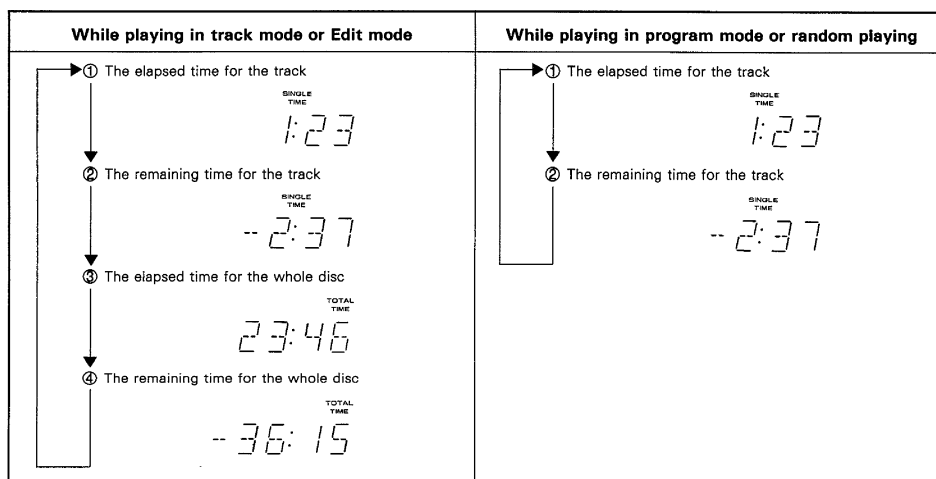 While playing in track mode or Edit mode
① The elapsed time for the track
SINGLE
TIME
1:23
② The remaining time for the track
SINGLE
TIME
-2:37
③ The elapsed time for the whole disc
TOTAL
TIME
23:46
④ The remaining time for the whole disc
TOTAL
TIME
-36:15
While playing in program mode or random playing
① The elapsed time for the track
SINGLE
TIME
1:23
② The remaining time for the track
SINGLE
TIME
-2:37